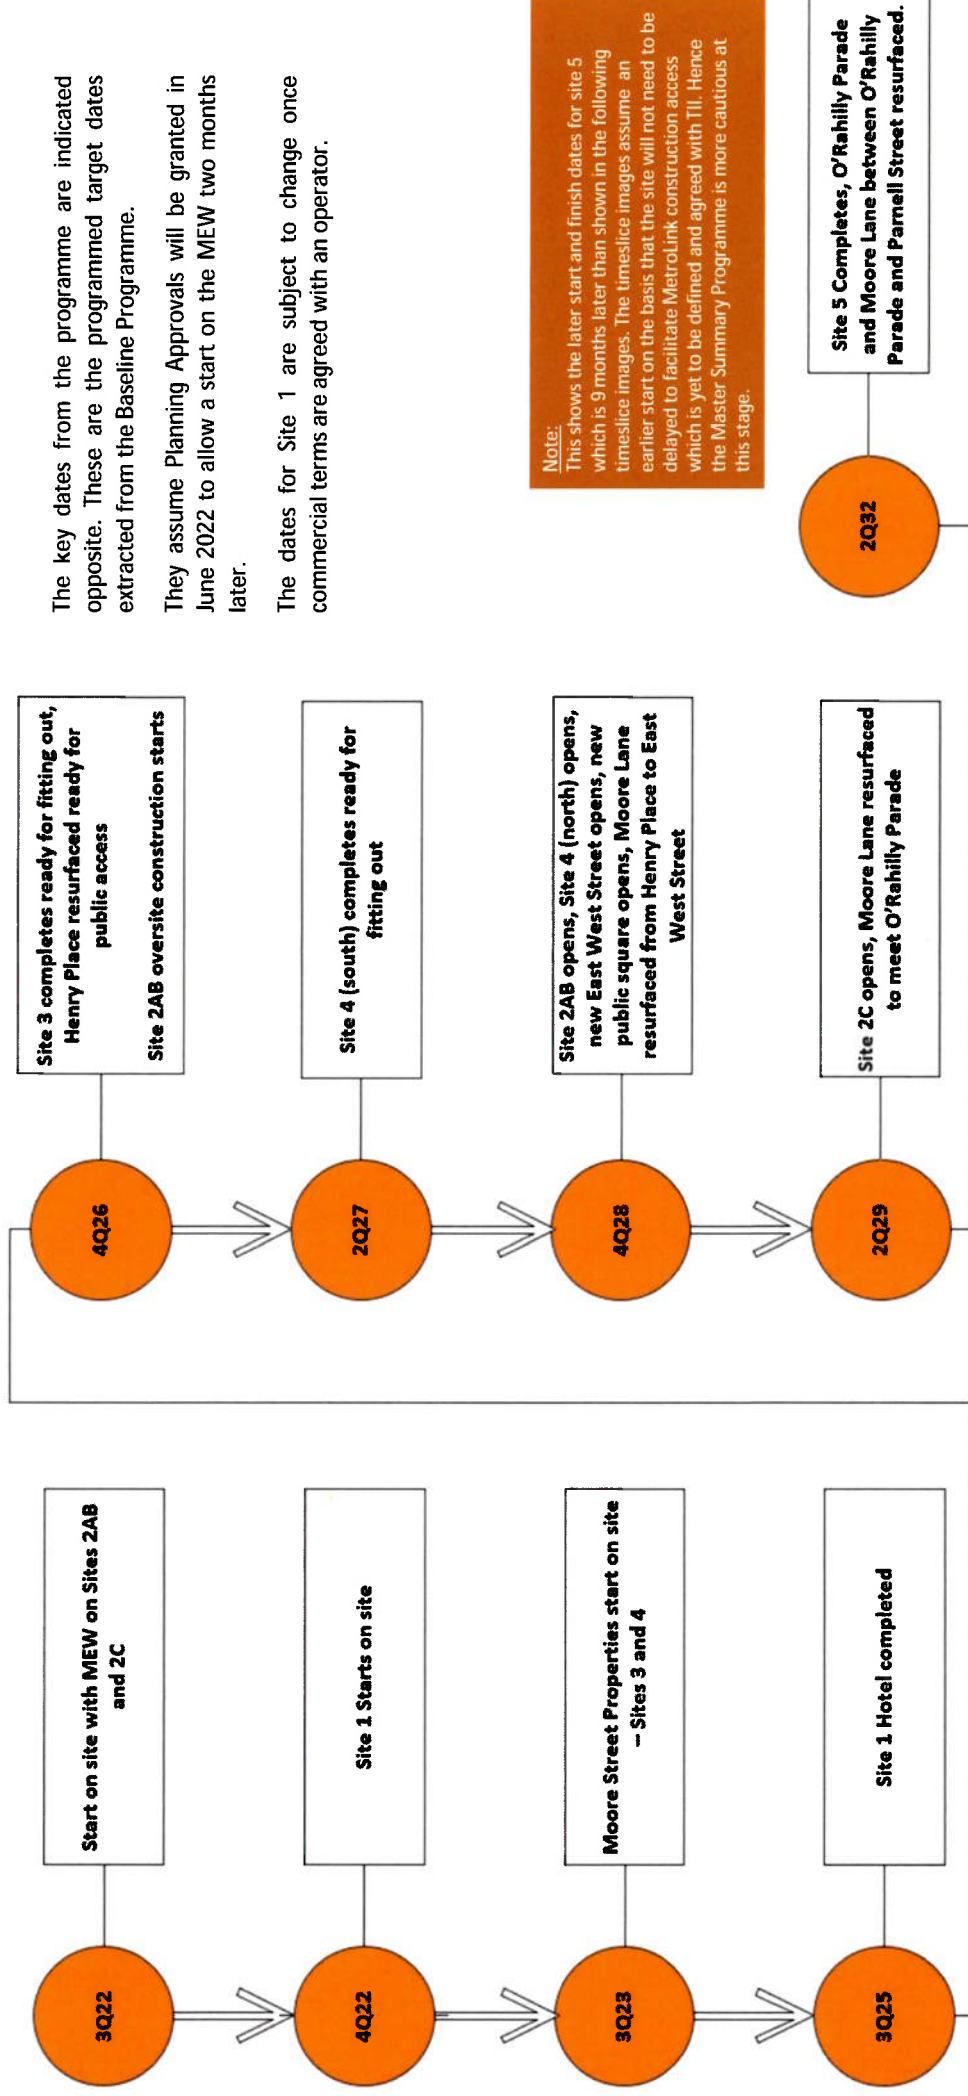 3Q22
Start on site with MEW on Sites 2AB
and 2C
4Q22
Site 1 Starts on site
3Q23
Moore Street Properties start on site
– Sites 3 and 4
3Q25
Site 1 Hotel completed
4Q26
Site 3 completes ready for fitting out,
Henry Place resurfaced ready for
public access
Site 2AB oversite construction starts
2Q27
Site 4 (south) completes ready for
fitting out
4Q28
Site 2AB opens, Site 4 (north) opens,
new East West Street opens, new
public square opens, Moore Lane
resurfaced from Henry Place to East
West Street
2Q29
Site 2C opens, Moore Lane resurfaced
to meet O'Rahilly Parade
The key dates from the programme are indicated
opposite. These are the programmed target dates
extracted from the Baseline Programme.
They assume Planning Approvals will be granted in
June 2022 to allow a start on the MEW two months
later.
The dates for Site 1 are subject to change once
commercial terms are agreed with an operator.
Note:
This shows the later start and finish dates for site 5
which is 9 months later than shown in the following
timeslice images. The timeslice images assume an
earlier start on the basis that the site will not need to be
delayed to facilitate MetroLink construction access
which is yet to be defined and agreed with TII. Hence
the Master Summary Programme is more cautious at
this stage.
2Q32
Site 5 Completes, O'Rahilly Parade
and Moore Lane between O'Rahilly
Parade and Parnell Street resurfaced.